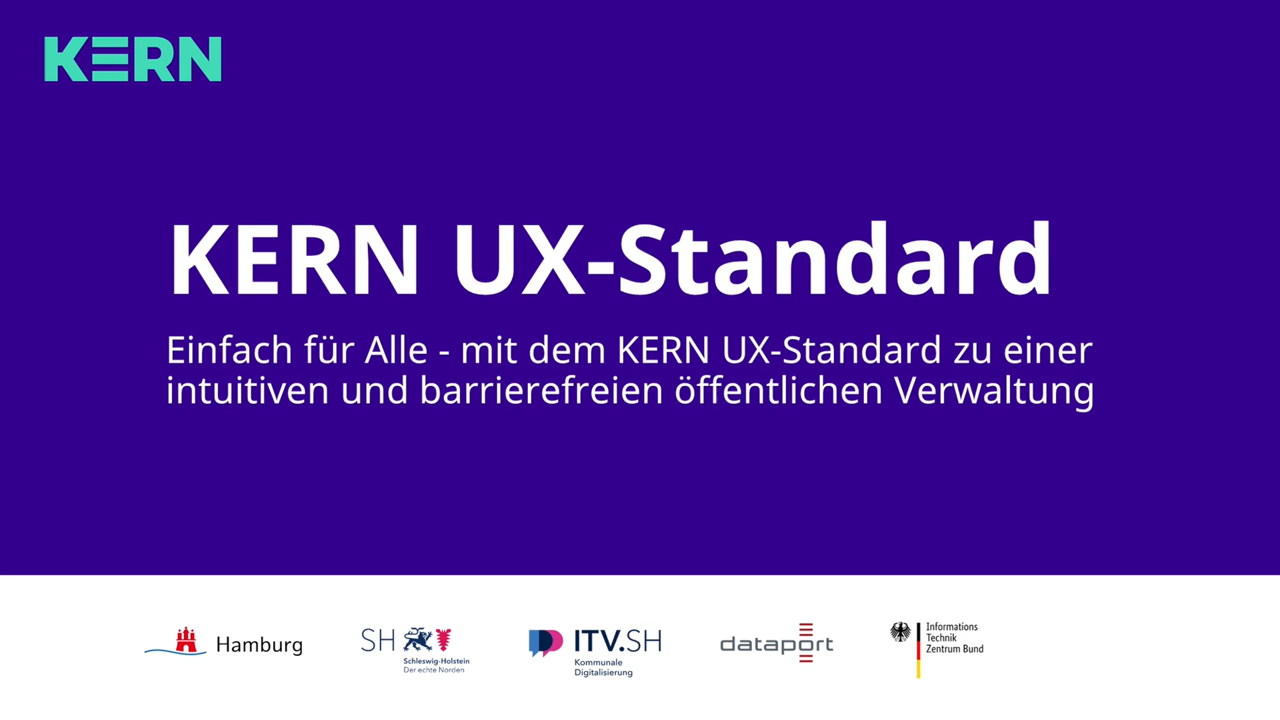 KERN
KERN UX-Standard
Einfach für Alle - mit dem KERN UX-Standard zu einer
intuitiven und barrierefreien öffentlichen Verwaltung
Hamburg
SH
Schleswig-Holstein
Der echte Norden
ITV.SH
Kommunale
Digitalisierung
dataport
Informations
Technik
Zentrum Bund